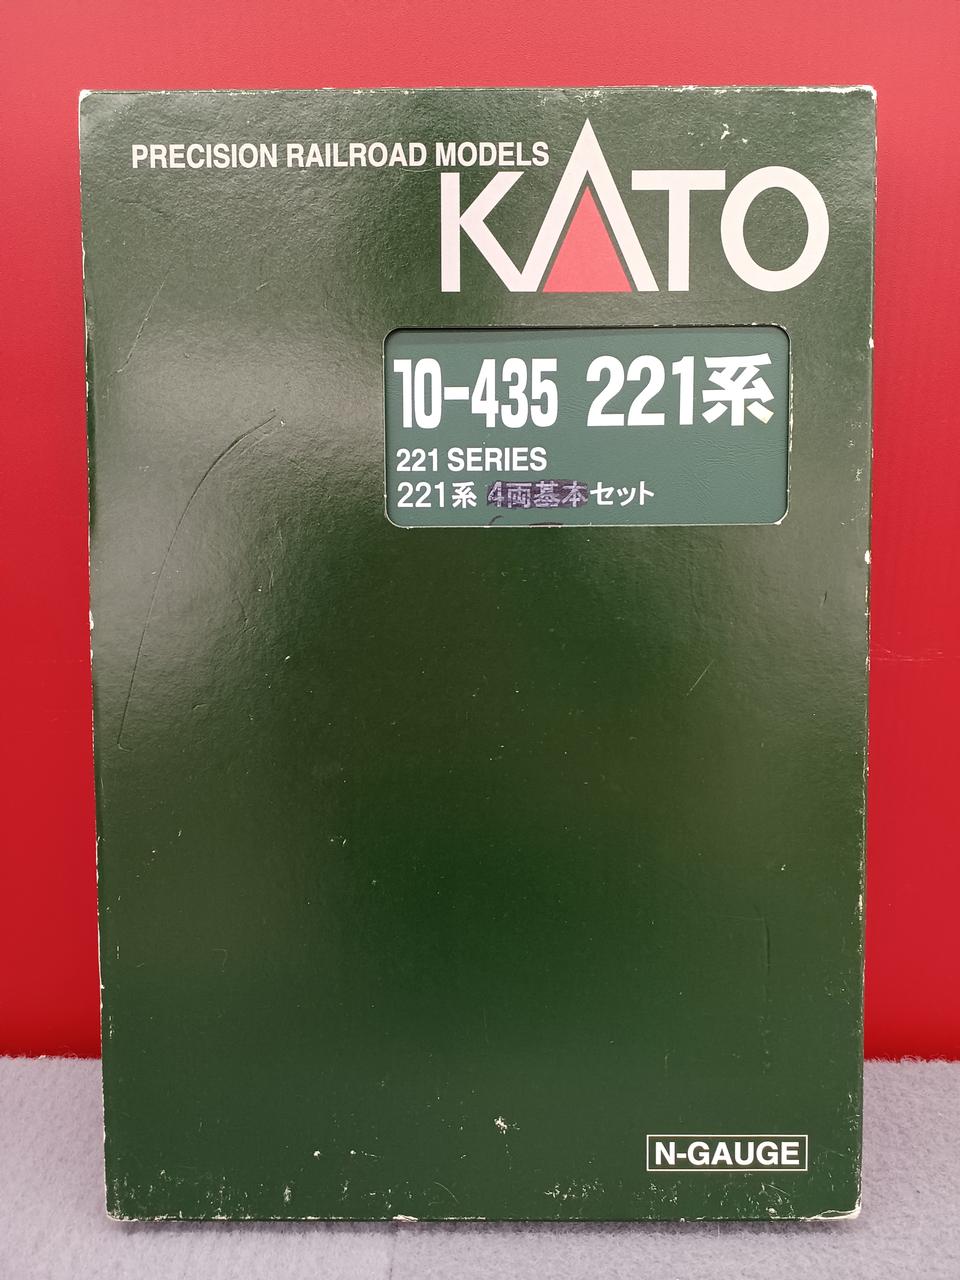 PRECISION RAILROAD MODELS
KATO
10-435 221系
221 SERIES
221系 4両基本セット
N-GAUGE